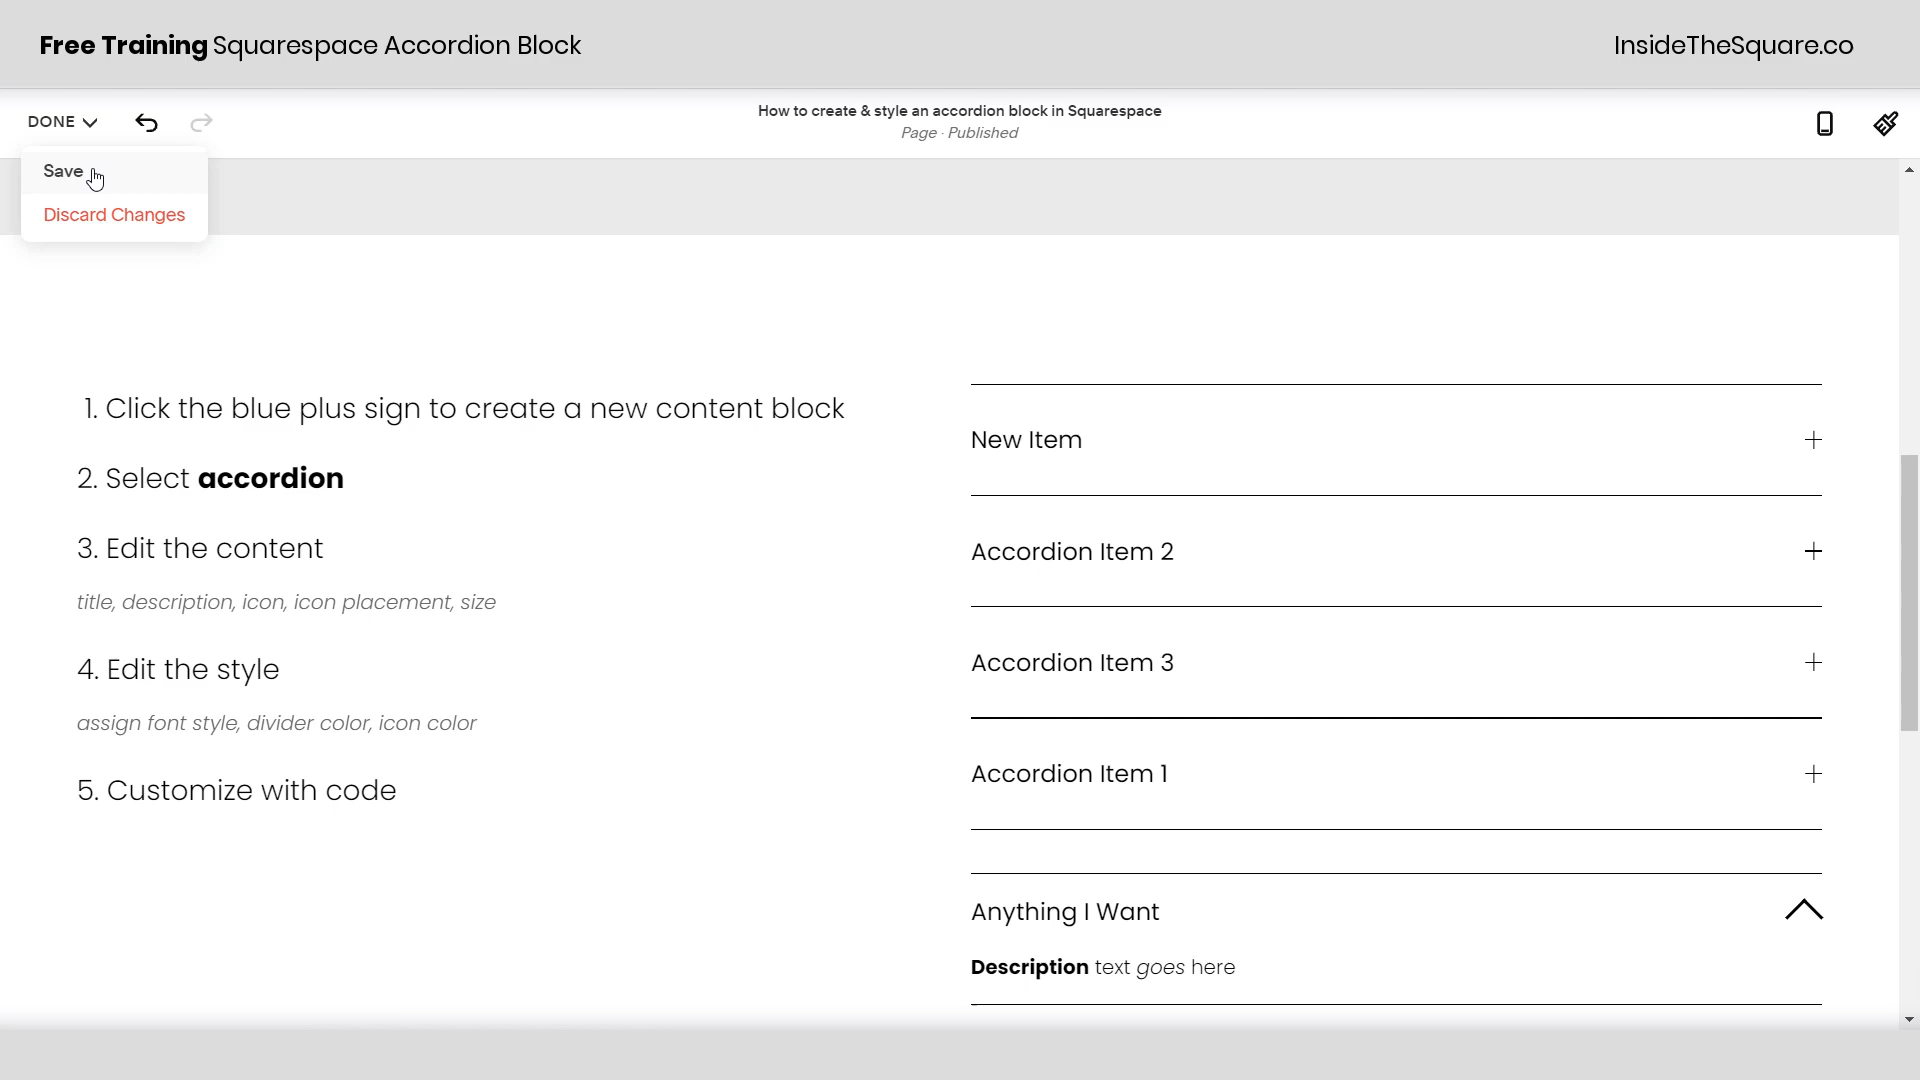 Free Training Squarespace Accordion Block
InsideTheSquare.co
DONE
How to create & style an accordion block in Squarespace
Page · Published
Save
Discard Changes
1. Click the blue plus sign to create a new content block
2. Select accordion
3. Edit the content
title, description, icon, icon placement, size
4. Edit the style
assign font style, divider color, icon color
5. Customize with code
New Item
Accordion Item 2
Accordion Item 3
Accordion Item 1
Anything I Want
Description text goes here